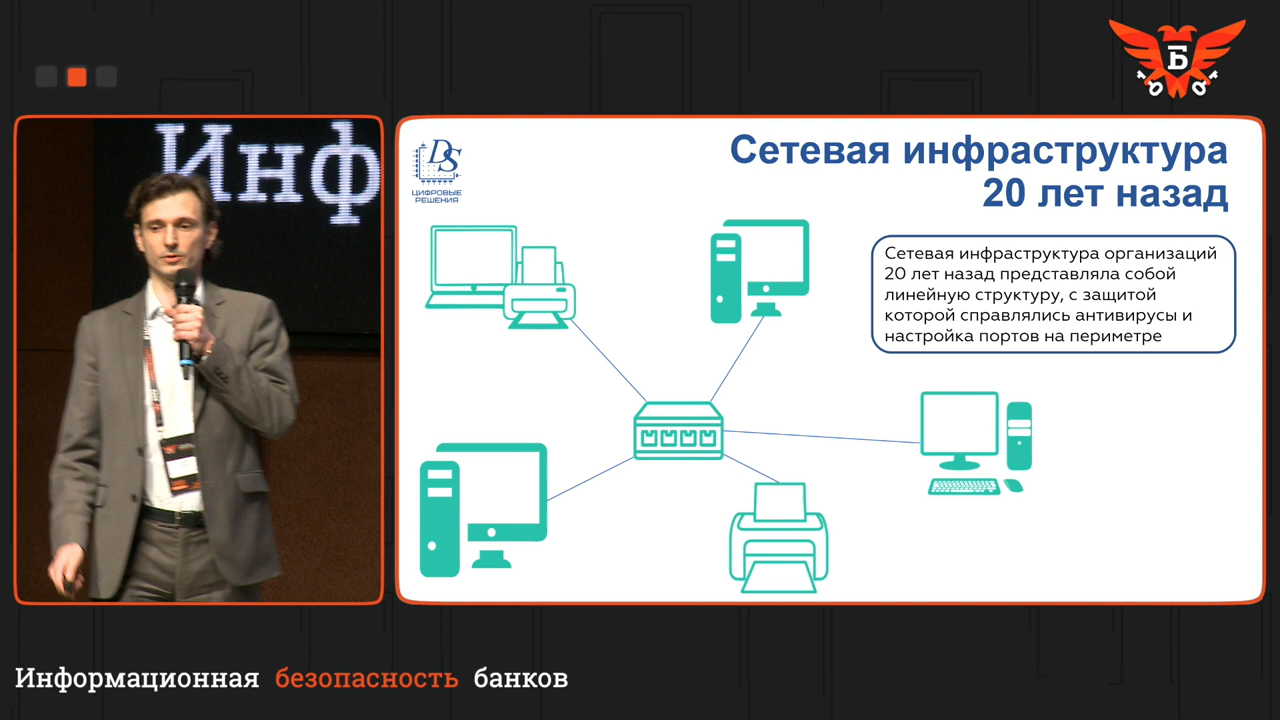 Б
Инф
DS
ЦИФРОВЫЕ
РЕШЕНИЯ
Сетевая инфраструктура
20 лет назад
Сетевая инфраструктура организаций
20 лет назад представляла собой
линейную структуру, с защитой
которой справлялись антивирусы и
настройка портов на периметре
Информационная безопасность банков